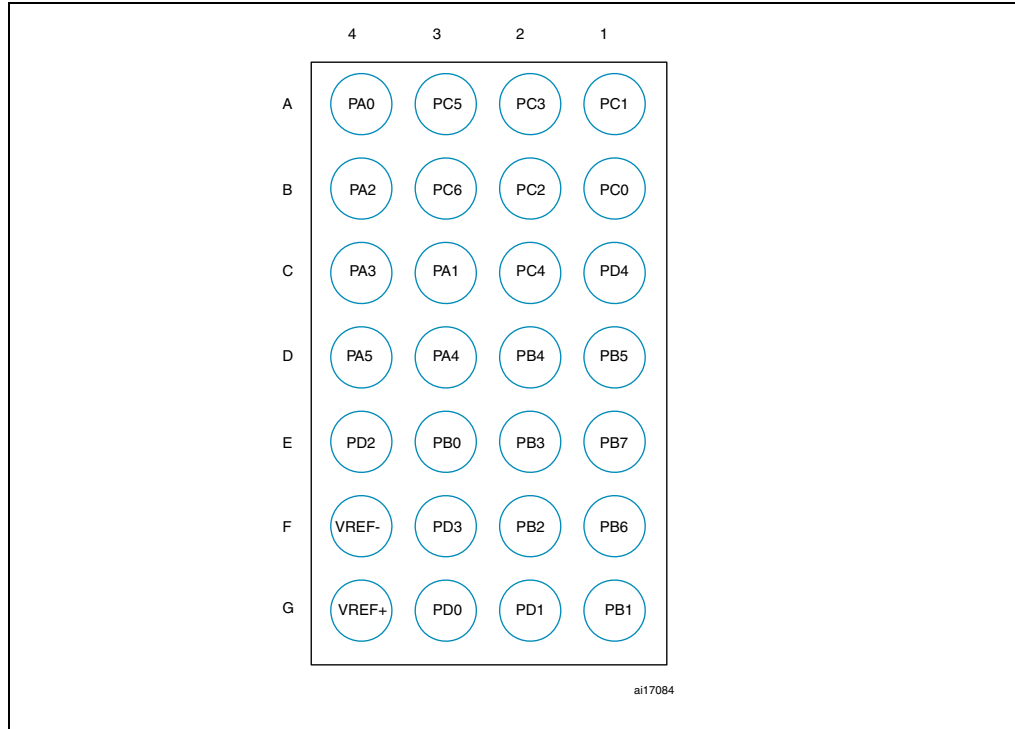 4 3 2 1
A PA0 PC5 PC3 PC1
B PA2 PC6 PC2 PC0
C PA3 PA1 PC4 PD4
D PA5 PA4 PB4 PB5
E PD2 PB0 PB3 PB7
F VREF- PD3 PB2 PB6
G VREF+ PD0 PD1 PB1
ai17084